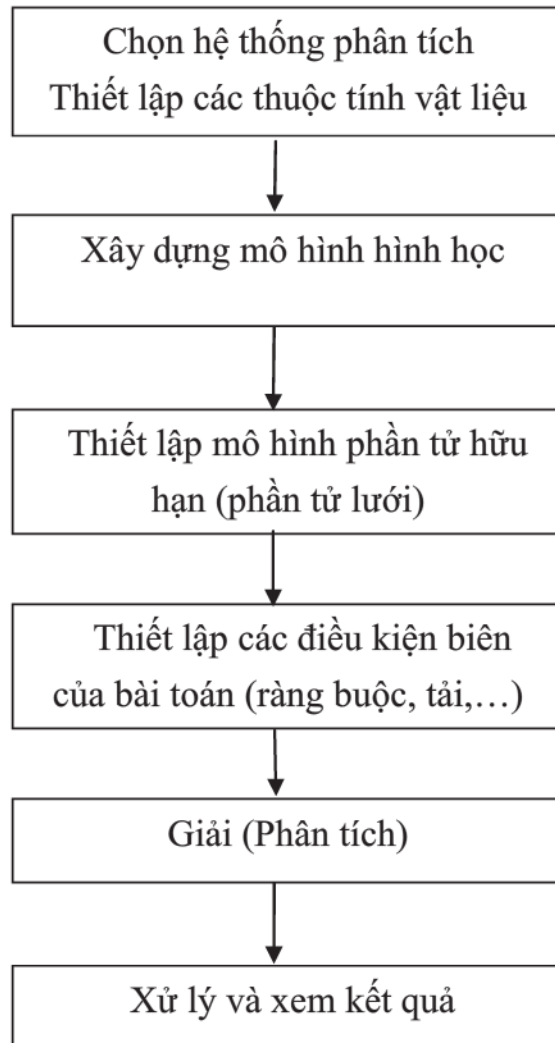 Chọn hệ thống phân tích
Thiết lập các thuộc tính vật liệu
Xây dựng mô hình hình học
Thiết lập mô hình phần tử hữu
hạn (phần tử lưới)
Thiết lập các điều kiện biên
của bài toán (ràng buộc, tải,…)
Giải (Phân tích)
Xử lý và xem kết quả